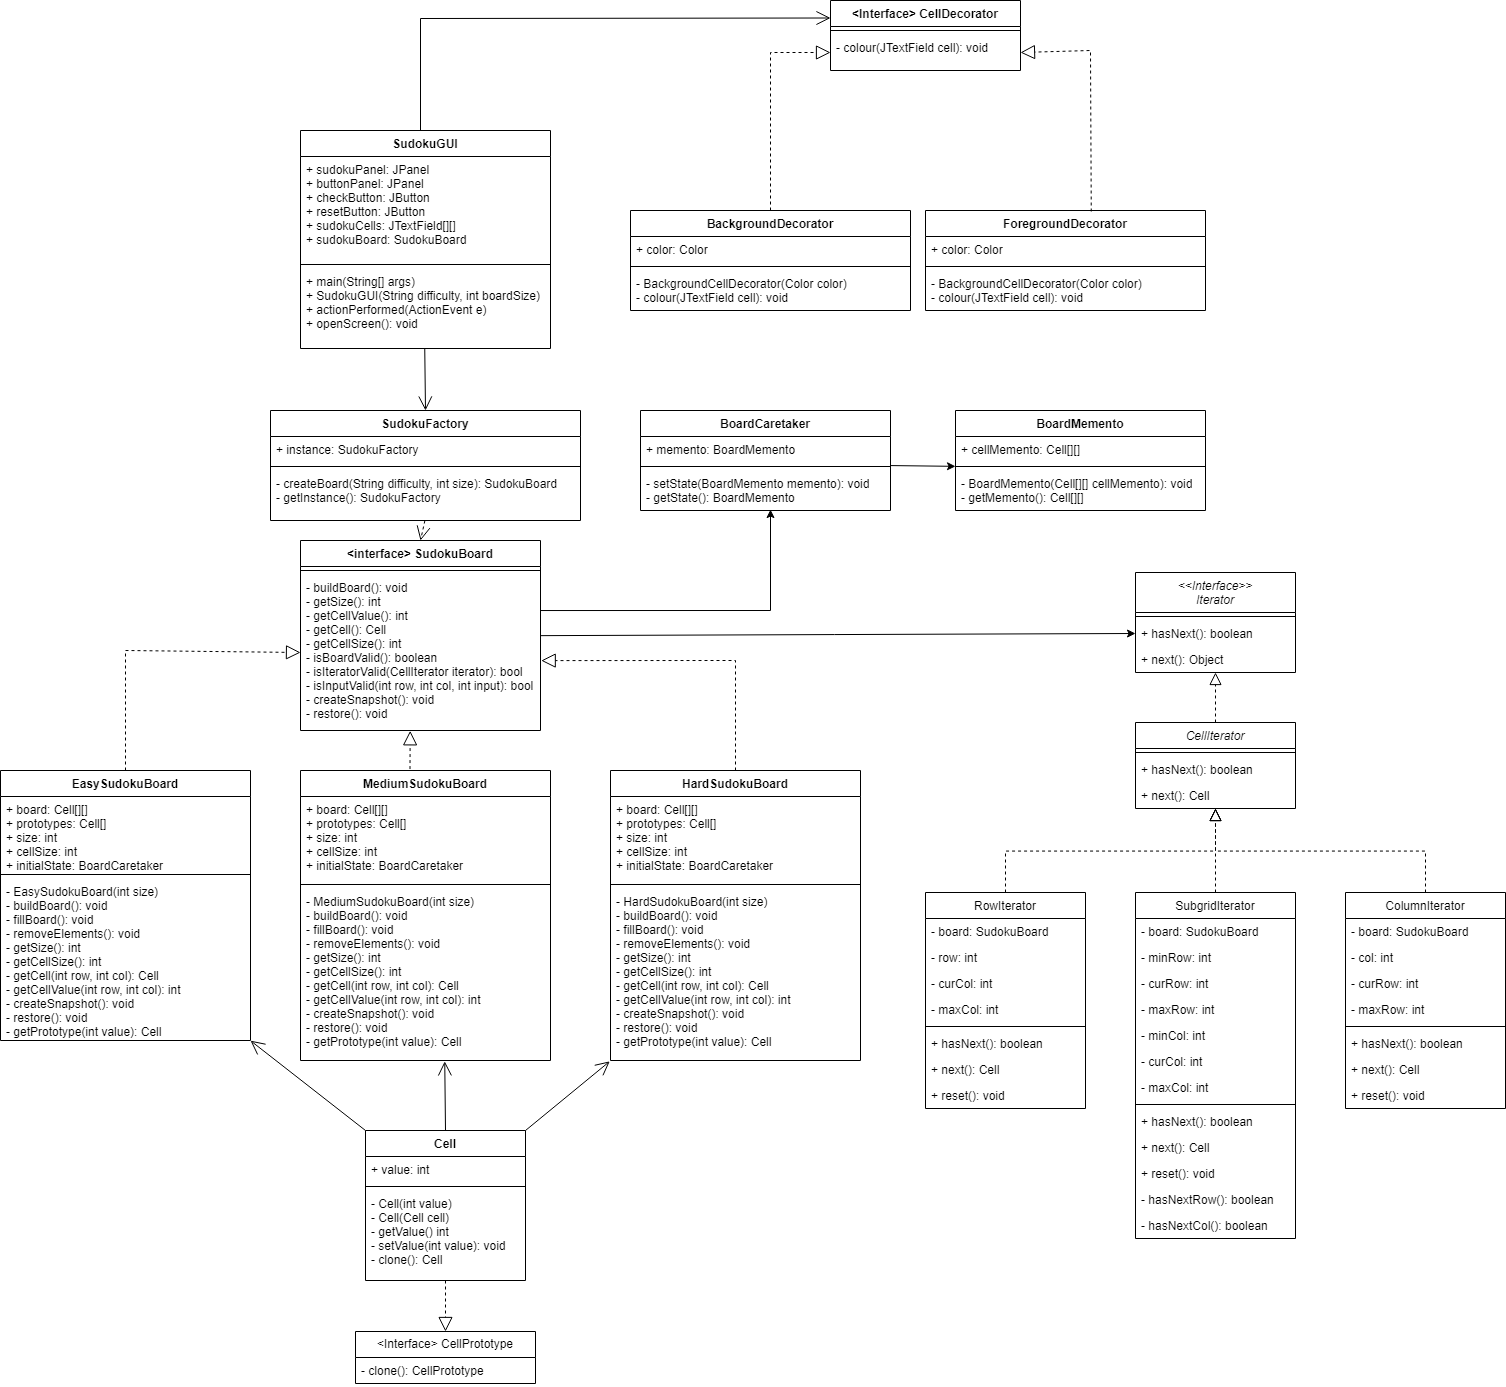 <Interface> CellDecorator
- colour(JTextField cell): void
SudokuGUI
+ sudokuPanel: JPanel
+ buttonPanel: JPanel
+ checkButton: JButton
+ resetButton: JButton
+ sudokuCells: JTextField[][]
+ sudokuBoard: SudokuBoard
+ main(String[] args)
+ SudokuGUI(String difficulty, int boardSize)
+ actionPerformed(ActionEvent e)
+ openScreen(): void
BackgroundDecorator
+ color: Color
- BackgroundCellDecorator(Color color)
- colour(JTextField cell): void
ForegroundDecorator
+ color: Color
- BackgroundCellDecorator(Color color)
- colour(JTextField cell): void
SudokuFactory
+ instance: SudokuFactory
- createBoard(String difficulty, int size): SudokuBoard
- getInstance(): SudokuFactory
BoardCaretaker
+ memento: BoardMemento
- setState(BoardMemento memento): void
- getState(): BoardMemento
BoardMemento
+ cellMemento: Cell[][]
- BoardMemento(Cell[][] cellMemento): void
- getMemento(): Cell[][]
<interface> SudokuBoard
- buildBoard(): void
- getSize(): int
- getCellValue(): int
- getCell(): Cell
- getCellSize(): int
- isBoardValid(): boolean
- isIteratorValid(CellIterator iterator): bool
- isInputValid(int row, int col, int input): bool
- createSnapshot(): void
- restore(): void
<<Interface>>
Iterator
+ hasNext(): boolean
+ next(): Object
CellIterator
+ hasNext(): boolean
+ next(): Cell
EasySudokuBoard
+ board: Cell[][]
+ prototypes: Cell[]
+ size: int
+ cellSize: int
+ initialState: BoardCaretaker
- EasySudokuBoard(int size)
- buildBoard(): void
- fillBoard(): void
- removeElements(): void
- getSize(): int
- getCellSize(): int
- getCell(int row, int col): Cell
- getCellValue(int row, int col): int
- createSnapshot(): void
- restore(): void
- getPrototype(int value): Cell
MediumSudokuBoard
+ board: Cell[][]
+ prototypes: Cell[]
+ size: int
+ cellSize: int
+ initialState: BoardCaretaker
- MediumSudokuBoard(int size)
- buildBoard(): void
- fillBoard(): void
- removeElements(): void
- getSize(): int
- getCellSize(): int
- getCell(int row, int col): Cell
- getCellValue(int row, int col): int
- createSnapshot(): void
- restore(): void
- getPrototype(int value): Cell
HardSudokuBoard
+ board: Cell[][]
+ prototypes: Cell[]
+ size: int
+ cellSize: int
+ initialState: BoardCaretaker
- HardSudokuBoard(int size)
- buildBoard(): void
- fillBoard(): void
- removeElements(): void
- getSize(): int
- getCellSize(): int
- getCell(int row, int col): Cell
- getCellValue(int row, int col): int
- createSnapshot(): void
- restore(): void
- getPrototype(int value): Cell
RowIterator
- board: SudokuBoard
- row: int
- curCol: int
- maxCol: int
+ hasNext(): boolean
+ next(): Cell
+ reset(): void
SubgridIterator
- board: SudokuBoard
- minRow: int
- curRow: int
- maxRow: int
- minCol: int
- curCol: int
- maxCol: int
+ hasNext(): boolean
+ next(): Cell
+ reset(): void
- hasNextRow(): boolean
- hasNextCol(): boolean
ColumnIterator
- board: SudokuBoard
- col: int
- curRow: int
- maxRow: int
+ hasNext(): boolean
+ next(): Cell
+ reset(): void
Cell
+ value: int
- Cell(int value)
- Cell(Cell cell)
- getValue() int
- setValue(int value): void
- clone(): Cell
<Interface> CellPrototype
- clone(): CellPrototype